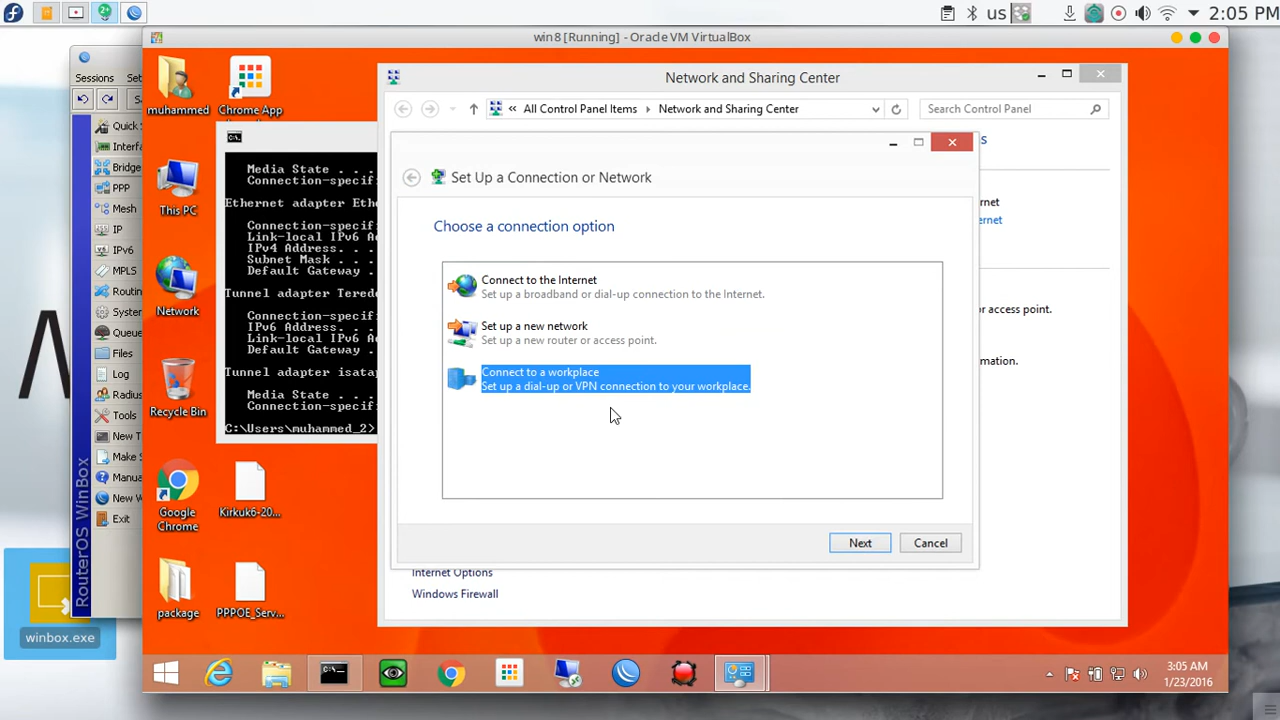 us
2:05 PM
win8 [Running] - Oracle VM VirtualBox
Sessions
muhammed
Chrome App
This PC
Network
Recycle Bin
Google
Chrome
Kirkuk6-20...
package
PPPOE_Serv...
winbox.exe
RouterOS WinBox
Quick
Interf
Bridge
PPP
Mesh
IP
IPv6
MPLS
Routin
System
Queue
Files
Log
Radius
Tools
New T
Make S
Manua
New W
Exit
C:\.
Media State . . .
Connection-specif
Ethernet adapter Eth
Connection-specif
Link-local IPv6 A
IPv4 Address. . .
Subnet Mask . . .
Default Gateway .
Tunnel adapter Tered
Connection-specif
IPv6 Address. . .
Link-local IPv6 A
Default Gateway .
Tunnel adapter isata
Media State . . .
Connection-specif
C:\Users\muhammed_2>
Network and Sharing Center
« All Control Panel Items
Network and Sharing Center
Search Control Panel
Set Up a Connection or Network
Choose a connection option
Connect to the Internet
Set up a broadband or dial-up connection to the Internet.
Set up a new network
Set up a new router or access point.
Connect to a workplace
Set up a dial-up or VPN connection to your workplace.
Next
Cancel
s
rnet
ernet
or access point.
mation.
Internet Options
Windows Firewall
3:05 AM
1/23/2016